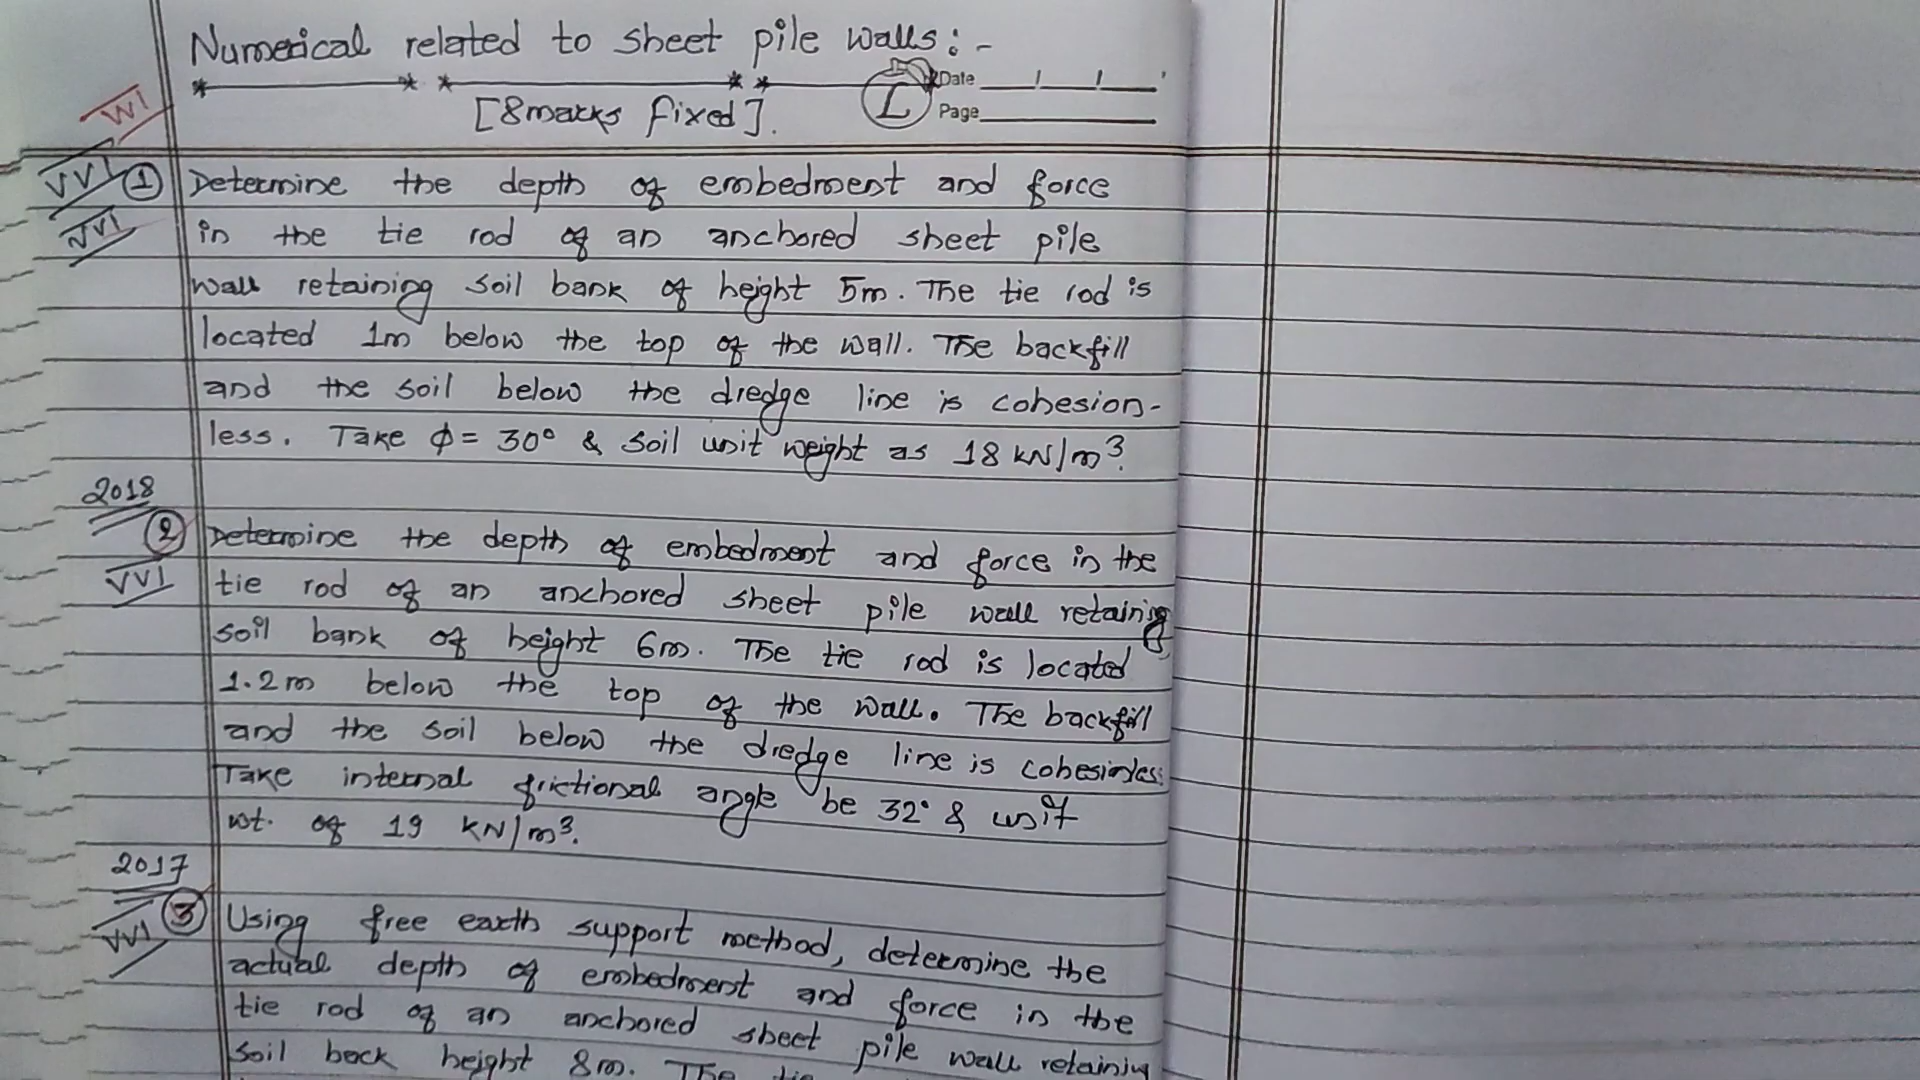 Numerical related to sheet pile walls:-
[8marks fixed].
Date
Page
VVI
① Determine the depth of embedment and force
in the tie rod of an anchored sheet pile
wall retaining soil bank of height 5m. The tie rod is
located 1m below the top of the wall. The backfill
and the soil below the dredge line is cohesion-
less. Take ϕ= 30° & soil unit weight as 18 kN/m³.
2018
② Determine the depth of embedment and force in the
VVI
tie rod of an anchored sheet pile wall retaining
soil bank of height 6m. The tie rod is located
1.2m below the top of the wall. The backfill
and the soil below the dredge line is cohesionless.
Take internal frictional angle be 32° & unit
wt. of 19 kN/m³.
2017
③ Using free earth support method, determine the
VVI
actual depth of embedment and force in the
tie rod of an anchored sheet pile wall retaining
soil back height 8m. The tie